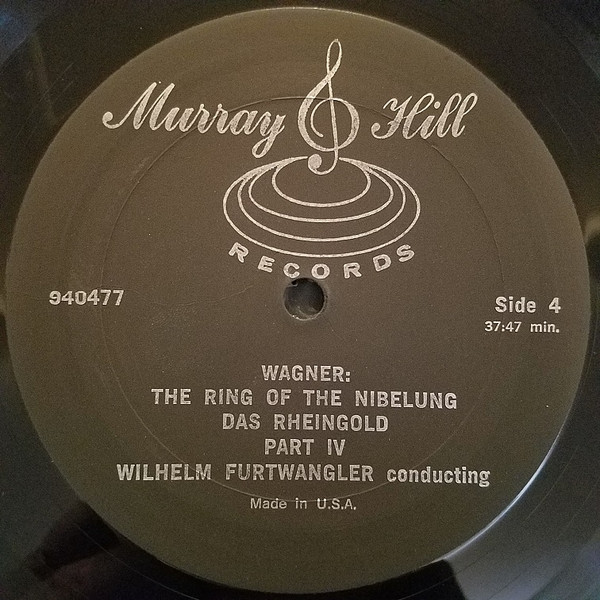 Murray Hill
RECORDS
940477
Side 4
37:47 min.
WAGNER:
THE RING OF THE NIBELUNG
DAS RHEINGOLD
PART IV
WILHELM FURTWANGLER conducting
Made in U.S.A.